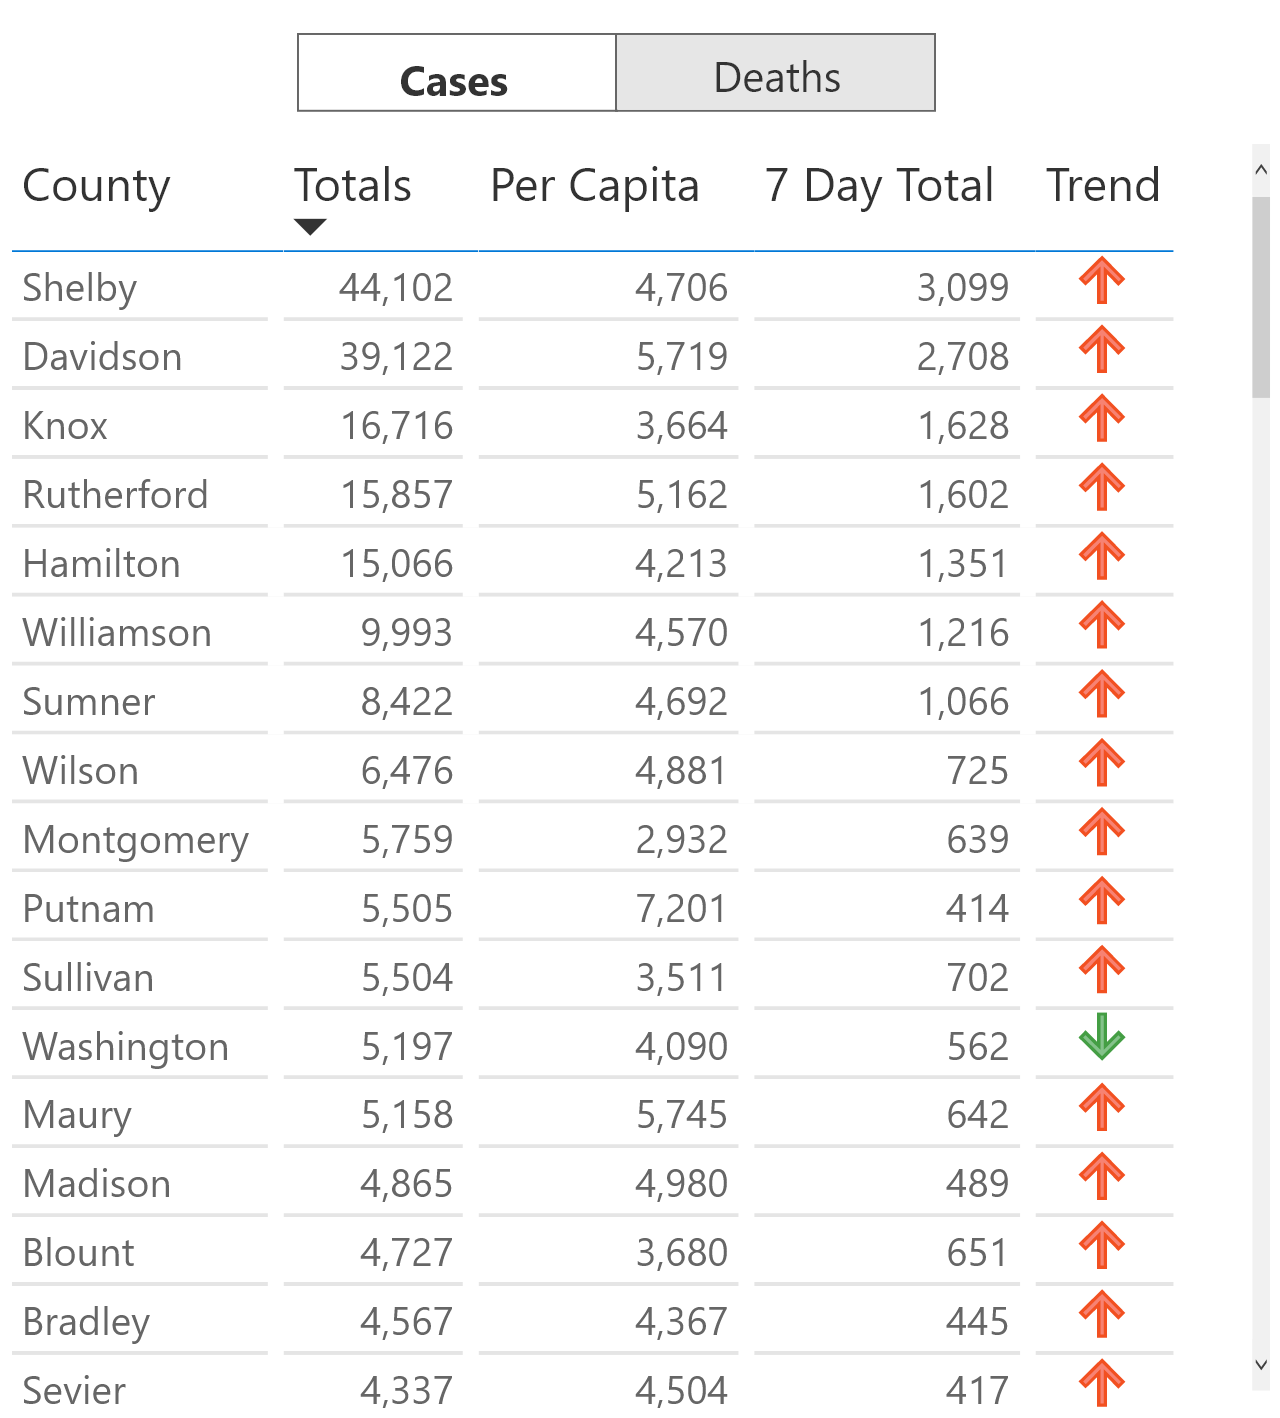 Cases Deaths
County Totals Per Capita 7 Day Total Trend
Shelby 44,102 4,706 3,099
Davidson 39,122 5,719 2,708
Knox 16,716 3,664 1,628
Rutherford 15,857 5,162 1,602
Hamilton 15,066 4,213 1,351
Williamson 9,993 4,570 1,216
Sumner 8,422 4,692 1,066
Wilson 6,476 4,881 725
Montgomery 5,759 2,932 639
Putnam 5,505 7,201 414
Sullivan 5,504 3,511 702
Washington 5,197 4,090 562
Maury 5,158 5,745 642
Madison 4,865 4,980 489
Blount 4,727 3,680 651
Bradley 4,567 4,367 445
Sevier 4,337 4,504 417